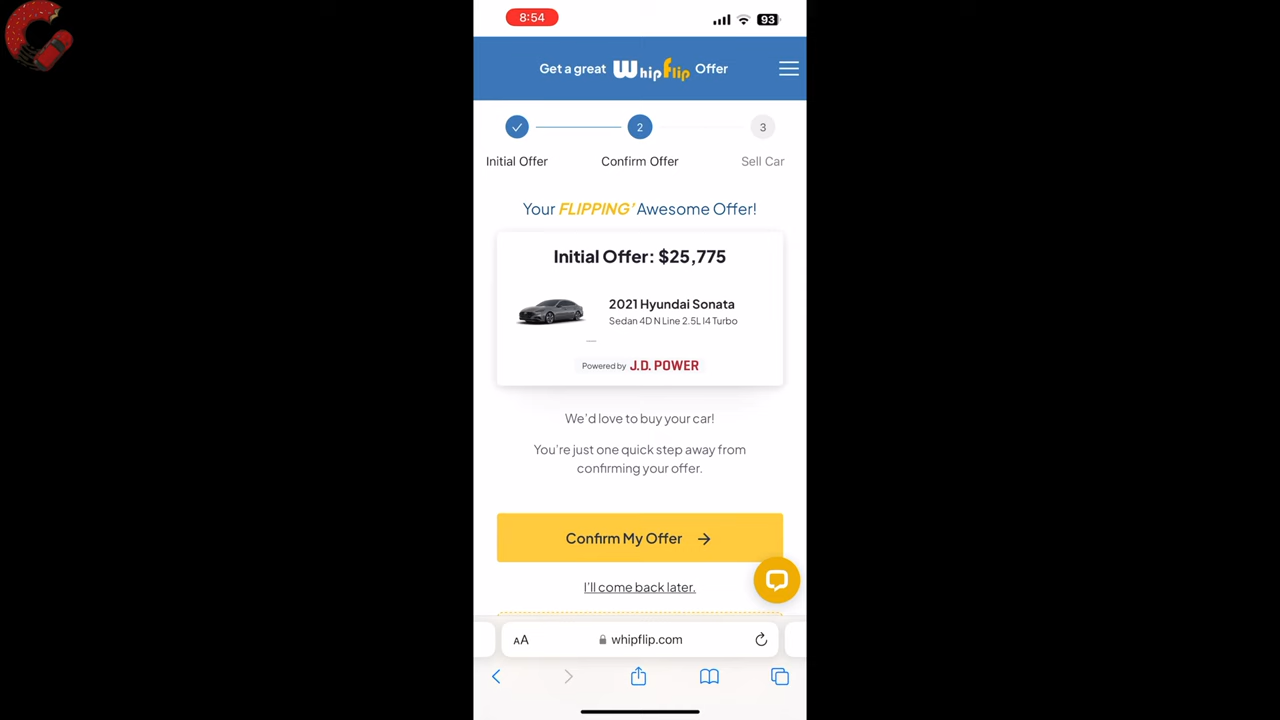 8:54
93
Get a great WhipFlip Offer
2
3
Initial Offer
Confirm Offer
Sell Car
Your FLIPPING' Awesome Offer!
Initial Offer: $25,775
2021 Hyundai Sonata
Sedan 4D N Line 2.5L I4 Turbo
Powered by J.D. POWER
We'd love to buy your car!
You're just one quick step away from
confirming your offer.
Confirm My Offer →
I'll come back later.
AA
whipflip.com